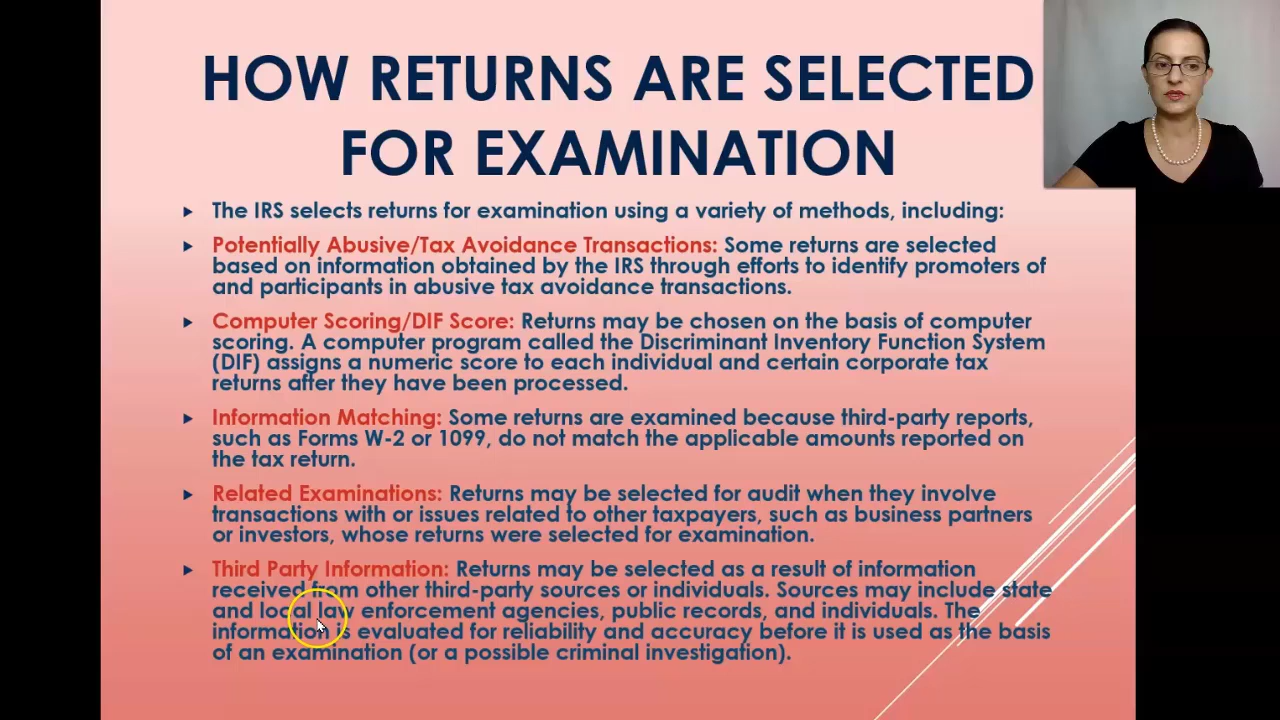 HOW RETURNS ARE SELECTED
FOR EXAMINATION
The IRS selects returns for examination using a variety of methods, including:
Potentially Abusive/Tax Avoidance Transactions: Some returns are selected
based on information obtained by the IRS through efforts to identify promoters of
and participants in abusive tax avoidance transactions.
Computer Scoring/DIF Score: Returns may be chosen on the basis of computer
scoring. A computer program called the Discriminant Inventory Function System
(DIF) assigns a numeric score to each individual and certain corporate tax
returns after they have been processed.
Information Matching: Some returns are examined because third-party reports,
such as Forms W-2 or 1099, do not match the applicable amounts reported on
the tax return.
Related Examinations: Returns may be selected for audit when they involve
transactions with or issues related to other taxpayers, such as business partners
or investors, whose returns were selected for examination.
Third Party Information: Returns may be selected as a result of information
received from other third-party sources or individuals. Sources may include state
and local law enforcement agencies, public records, and individuals. The
information is evaluated for reliability and accuracy before it is used as the basis
of an examination (or a possible criminal investigation).